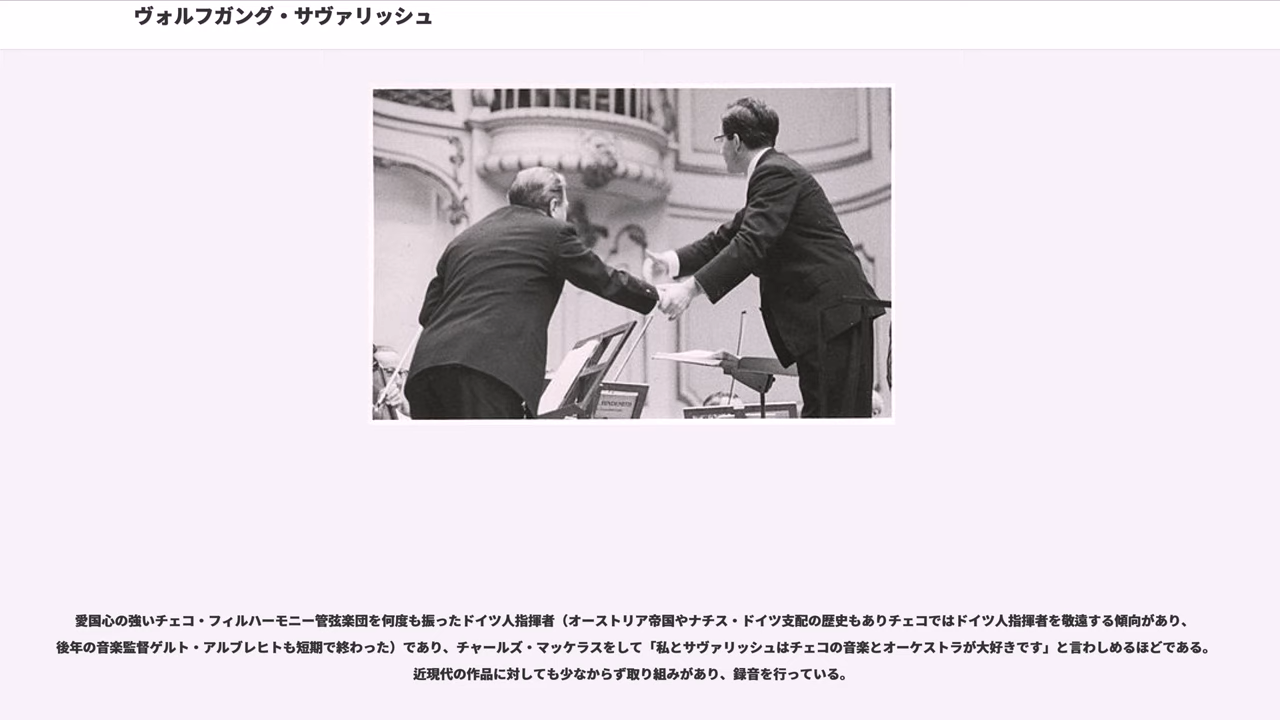 ヴォルフガング・サヴァリッシュ
HINDEMITH
愛国心の強いチェコ・フィルハーモニー管弦楽団を何度も振ったドイツ人指揮者（オーストリア帝国やナチス・ドイツ支配の歴史もありチェコではドイツ人指揮者を敬遠する傾向があり、
後年の音楽監督ゲルト・アルブレヒトも短期で終わった）であり、チャールズ・マッケラスをして「私とサヴァリッシュはチェコの音楽とオーケストラが大好きです」と言わしめるほどである。
近現代の作品に対しても少なからず取り組みがあり、録音を行っている。